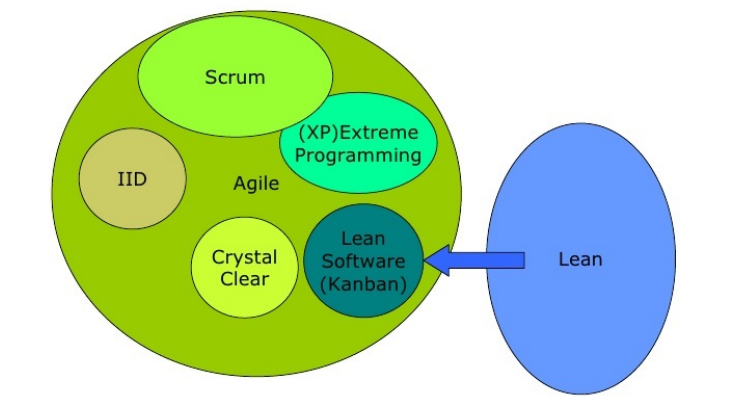 Scrum
(XP)Extreme
Programming
IID
Agile
Crystal
Clear
Lean
Software
(Kanban)
Lean